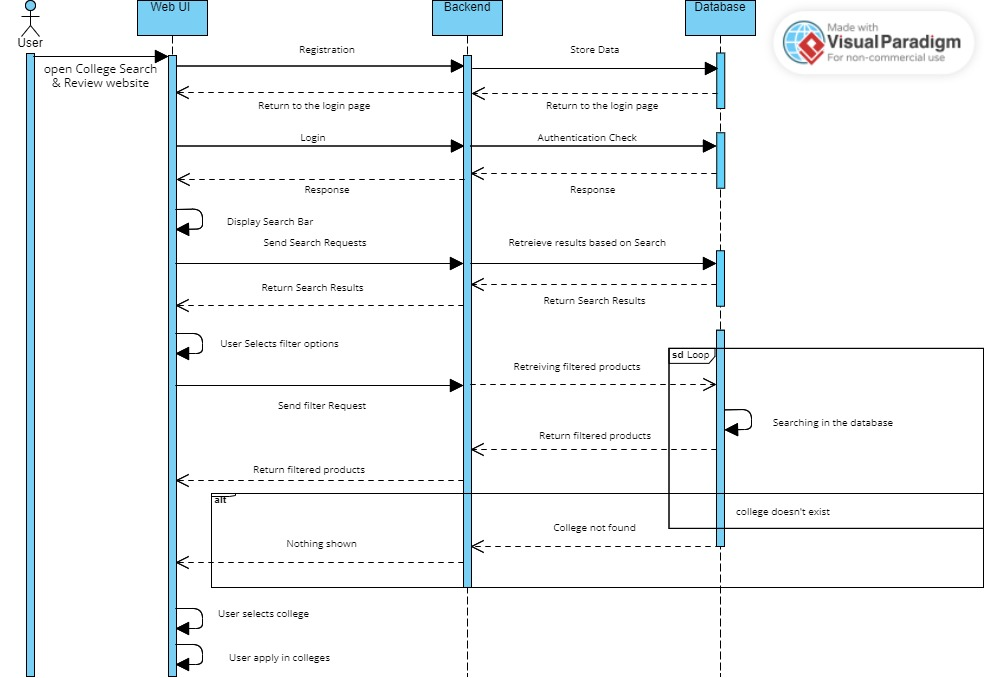 Web UI
Backend
Database
User
Made with
VisualParadigm
For non-commercial use
open College Search
& Review website
Registration
Store Data
Return to the login page
Return to the login page
Login
Authentication Check
Response
Response
Display Search Bar
Send Search Requests
Retreieve results based on Search
Return Search Results
Return Search Results
User Selects filter options
sd Loop
Retreiving filtered products
Send filter Request
Searching in the database
Return filtered products
Return filtered products
alt
college doesn't exist
College not found
Nothing shown
User selects college
User apply in colleges